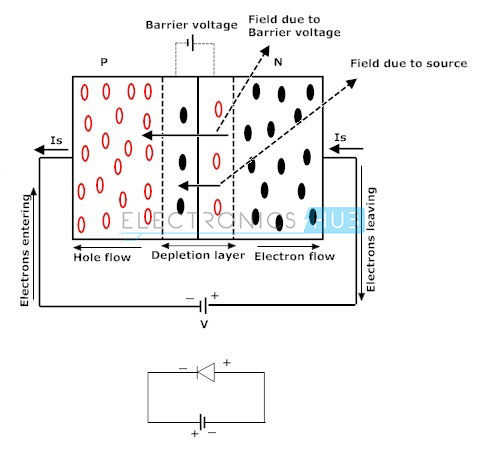 Barrier voltage
Field due to
Barrier voltage
P
N
Field due to source
Is
Is
ELECTRONICS HUB
Electrons entering
Electrons leaving
Hole flow
Depletion layer
Electron flow
− +
V
− +
+ −